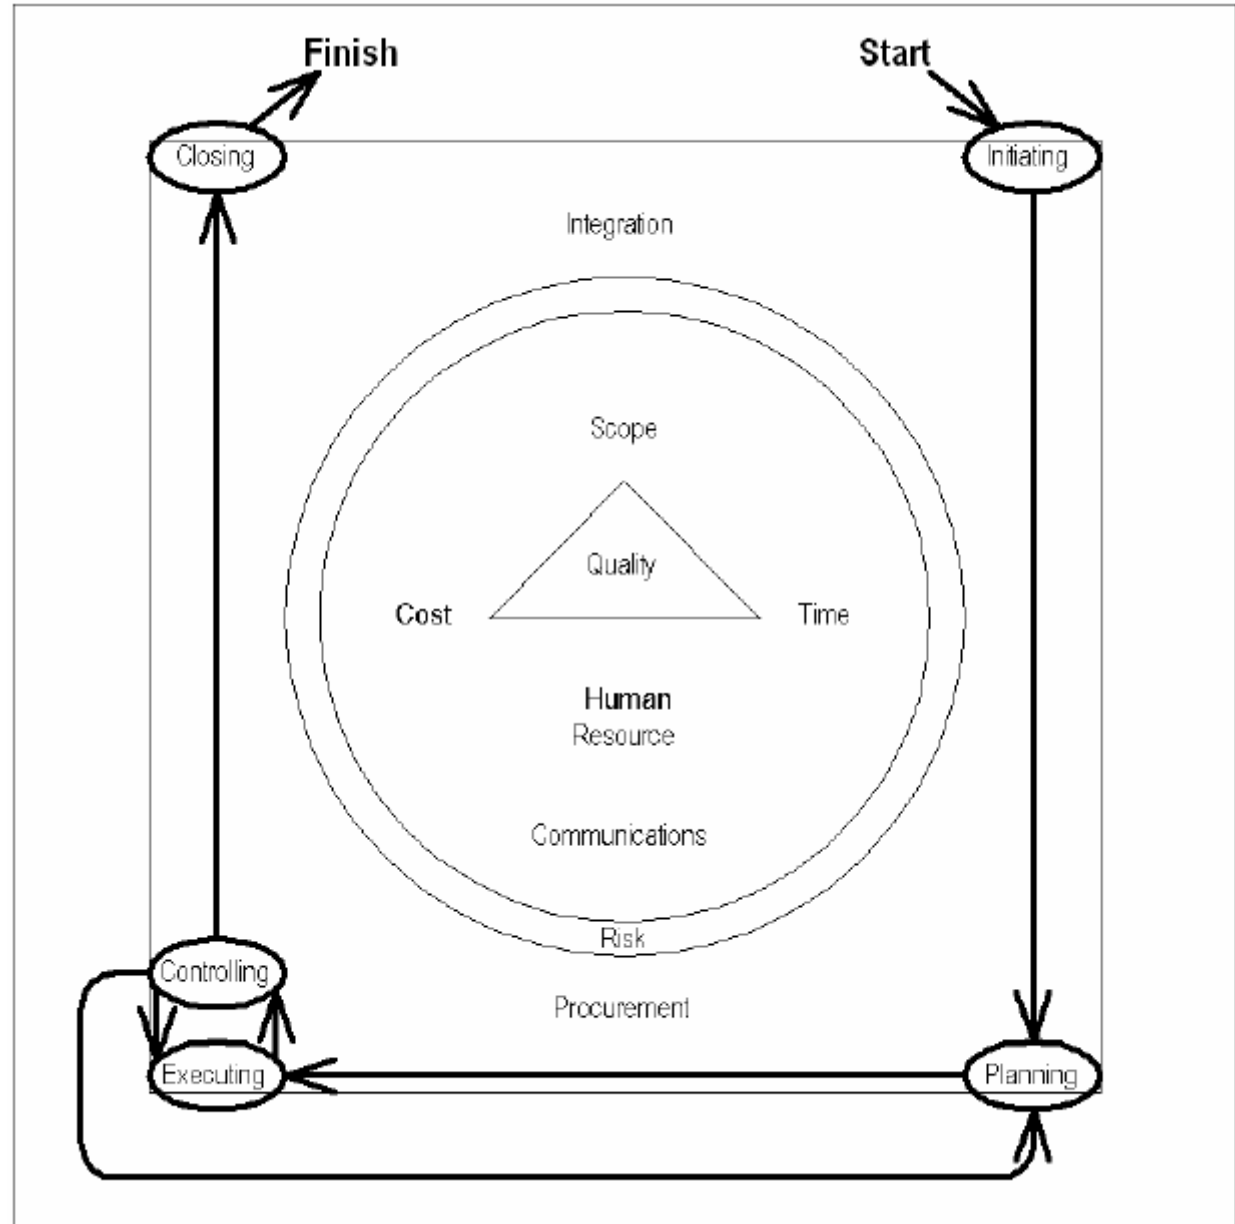 Finish
Start
Closing
Initiating
Integration
Scope
Quality
Cost
Time
Human
Resource
Communications
Risk
Controlling
Procurement
Executing
Planning